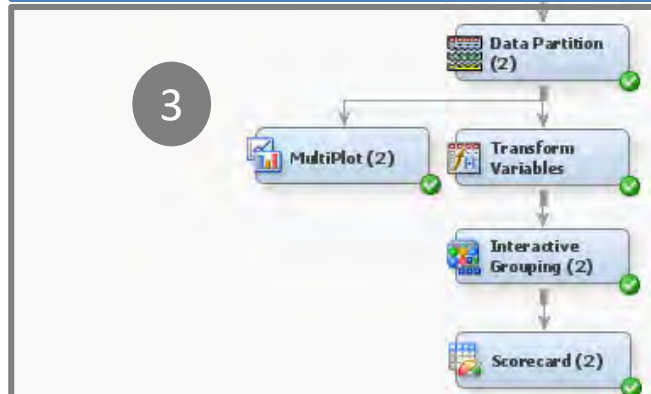 Data Partition
(2)
3
MultiPlot (2)
Transform
Variables
Interactive
Grouping (2)
Scorecard (2)